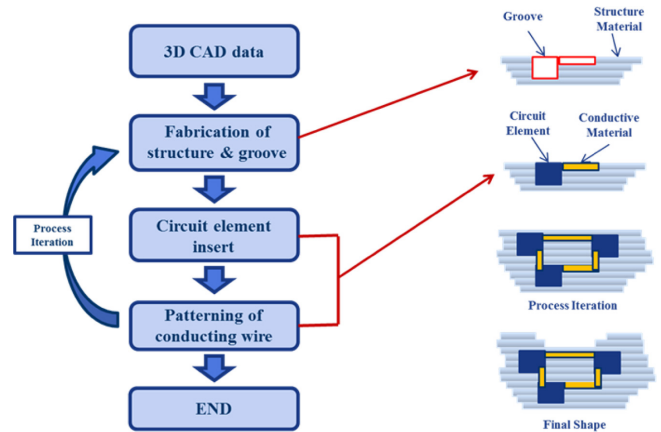 3D CAD data
Fabrication of
structure & groove
Circuit element
insert
Patterning of
conducting wire
END
Process
Iteration
Groove
Structure
Material
Circuit
Element
Conductive
Material
Process Iteration
Final Shape